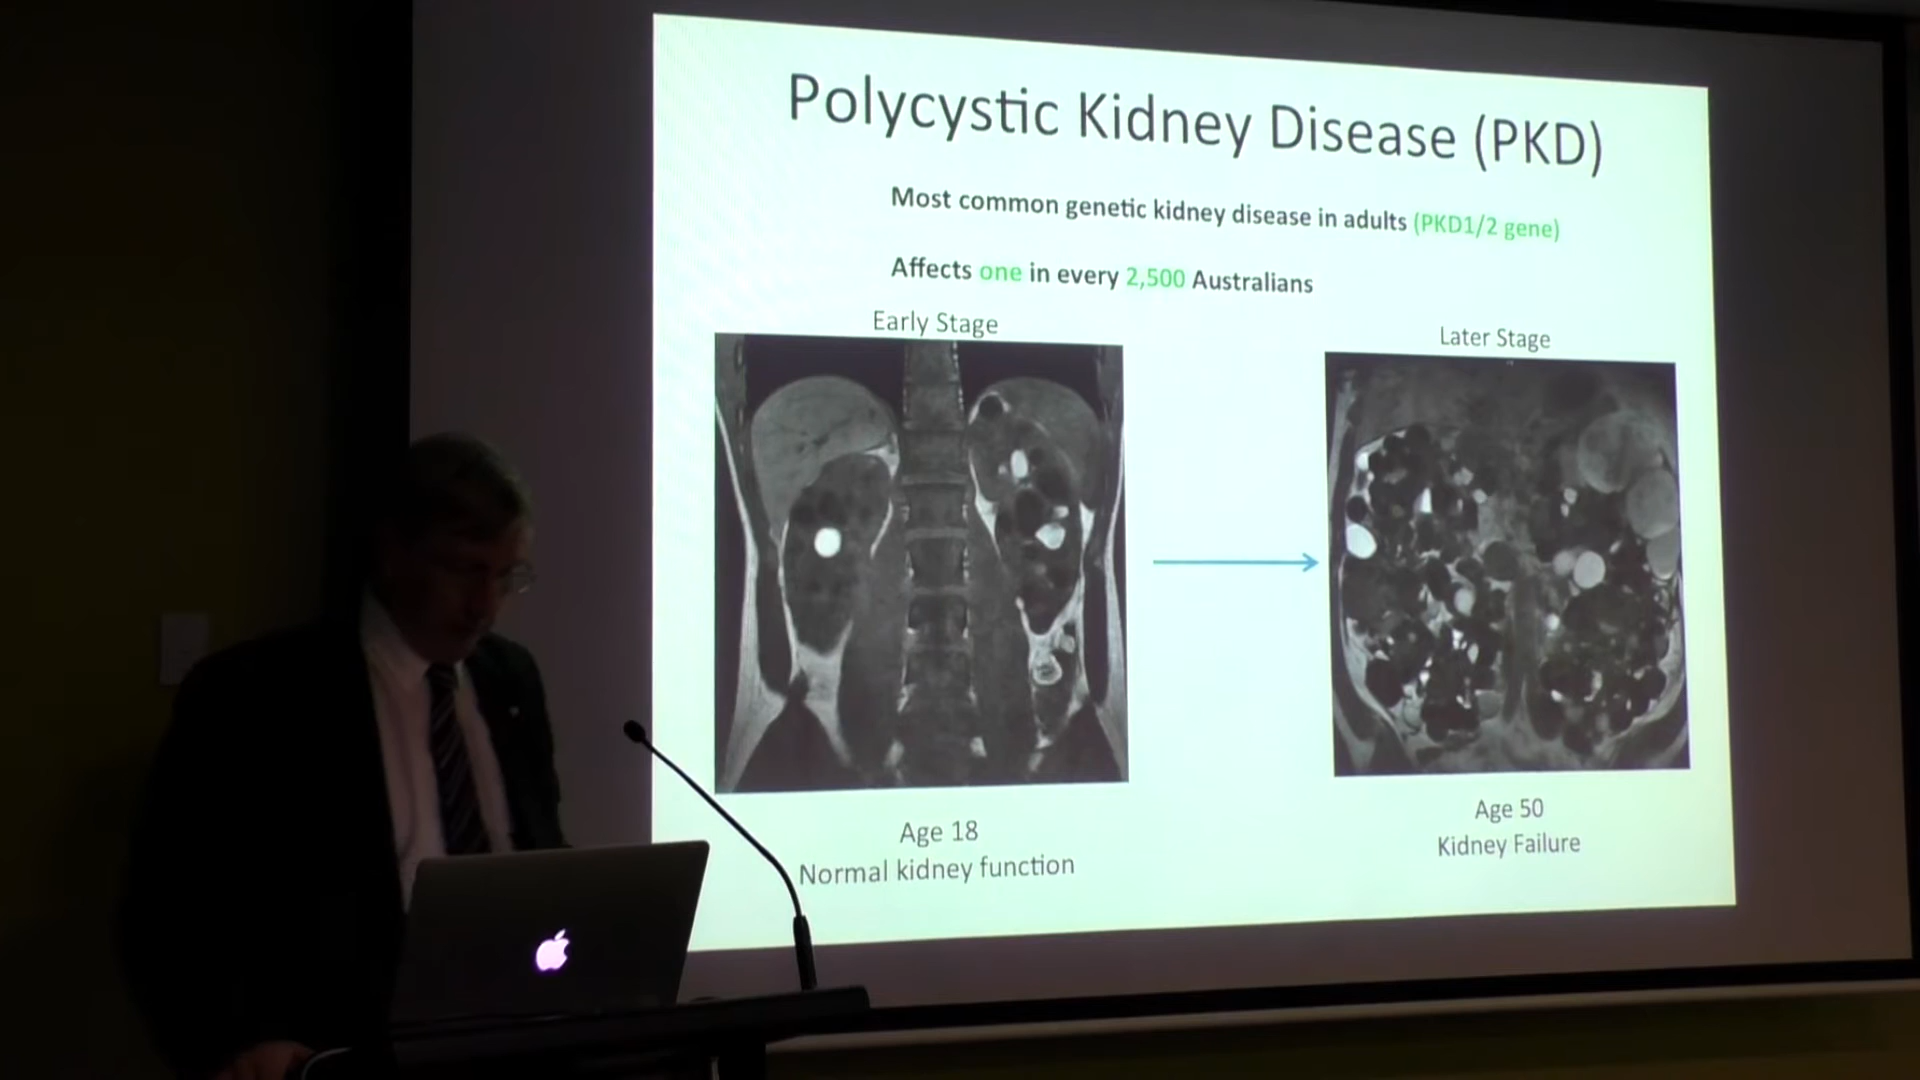 Polycystic Kidney Disease (PKD)
Most common genetic kidney disease in adults (PKD1/2 gene)
Affects one in every 2,500 Australians
Early Stage
Later Stage
Age 18
Normal kidney function
Age 50
Kidney Failure